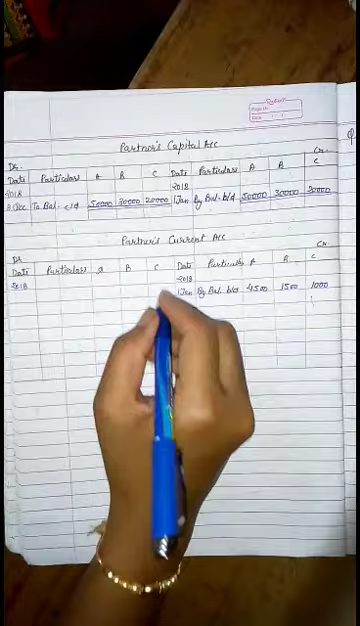 Partner's Capital A/c
Dr. Cr.
Date Particulars A B C Date Particulars A B C
2018 2018
To Bal. c/d 50000 30000 20000 1 Jan By Bal. b/d 50000 30000 20000
Partner's Current A/c
Dr. Cr.
Date Particulars a B C Date Particulars A B. C
2018 2018
1 Jan By Bal. b/d 4500 1500 1000